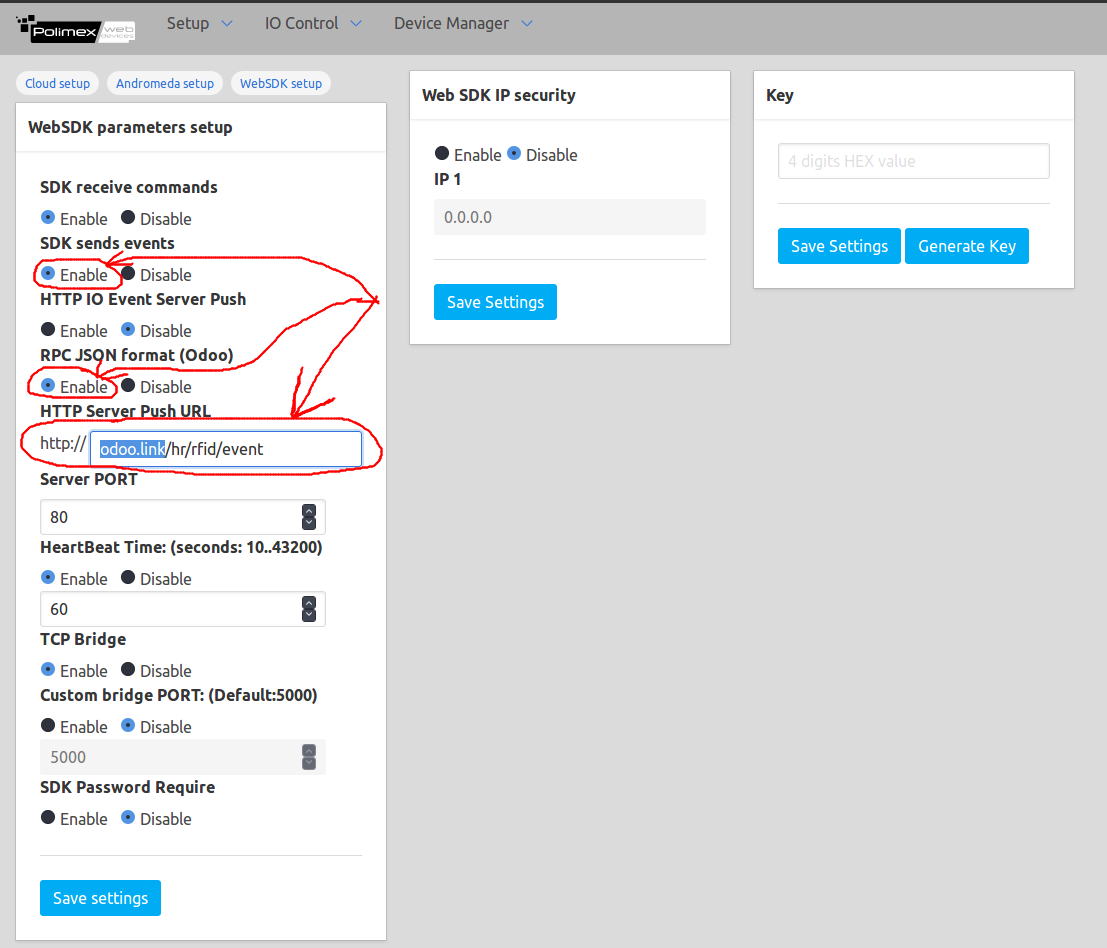 Polimex web devices
Setup IO Control Device Manager
Cloud setup Andromeda setup WebSDK setup
WebSDK parameters setup
SDK receive commands
Enable Disable
SDK sends events
Enable Disable
HTTP IO Event Server Push
Enable Disable
RPC JSON format (Odoo)
Enable Disable
HTTP Server Push URL
http:// odoo.link/hr/rfid/event
Server PORT
80
HeartBeat Time: (seconds: 10..43200)
Enable Disable
60
TCP Bridge
Enable Disable
Custom bridge PORT: (Default:5000)
Enable Disable
5000
SDK Password Require
Enable Disable
Save settings
Web SDK IP security
Enable Disable
IP 1
0.0.0.0
Save Settings
Key
4 digits HEX value
Save Settings Generate Key